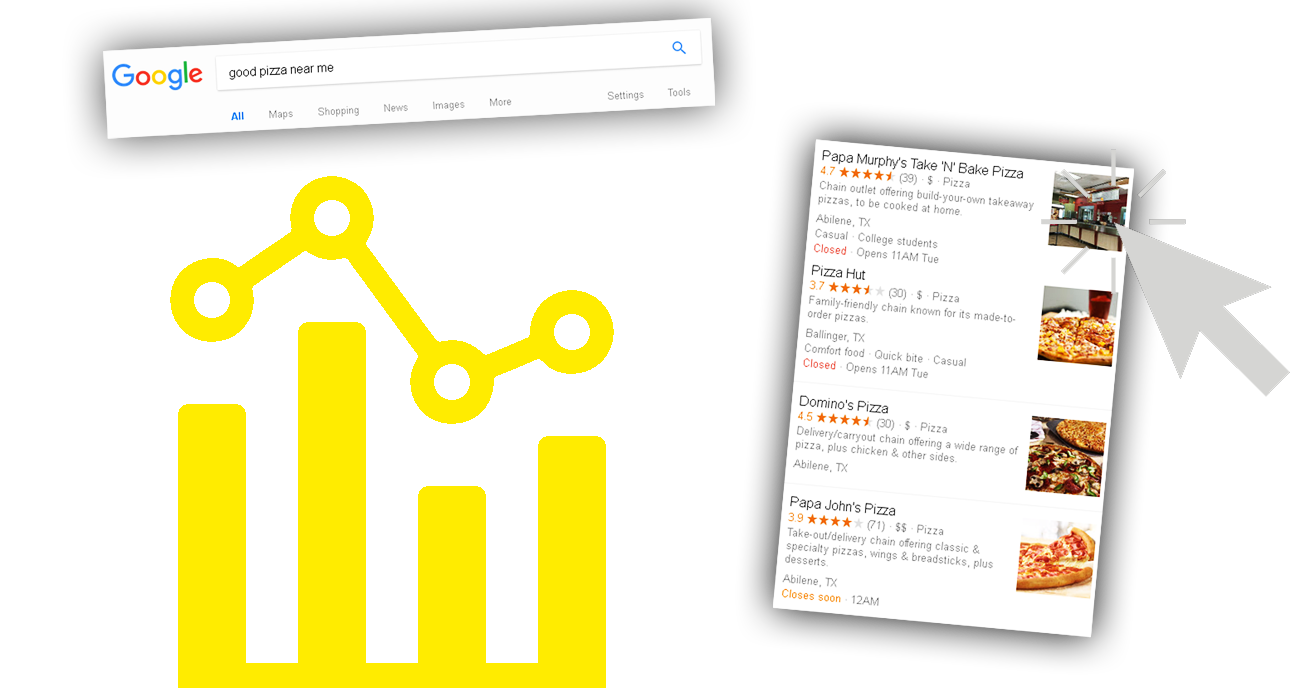 Google
good pizza near me
All Maps Shopping News Images More Settings Tools
Papa Murphy's Take 'N' Bake Pizza
4.7 ★★★★★ (39) · $ · Pizza
Chain outlet offering build-your-own takeaway
pizzas, to be cooked at home.
Abilene, TX
Casual · College students
Closed · Opens 11AM Tue
Pizza Hut
3.7 ★★★★★ (30) · $ · Pizza
Family-friendly chain known for its made-to-
order pizzas.
Ballinger, TX
Comfort food · Quick bite · Casual
Closed · Opens 11AM Tue
Domino's Pizza
4.5 ★★★★★ (30) · $ · Pizza
Delivery/carryout chain offering a wide range of
pizza, plus chicken & other sides.
Abilene, TX
Papa John's Pizza
3.9 ★★★★★ (71) · $$ · Pizza
Take-out/delivery chain offering classic &
specialty pizzas, wings & breadsticks, plus
desserts.
Abilene, TX
Closes soon · 12AM